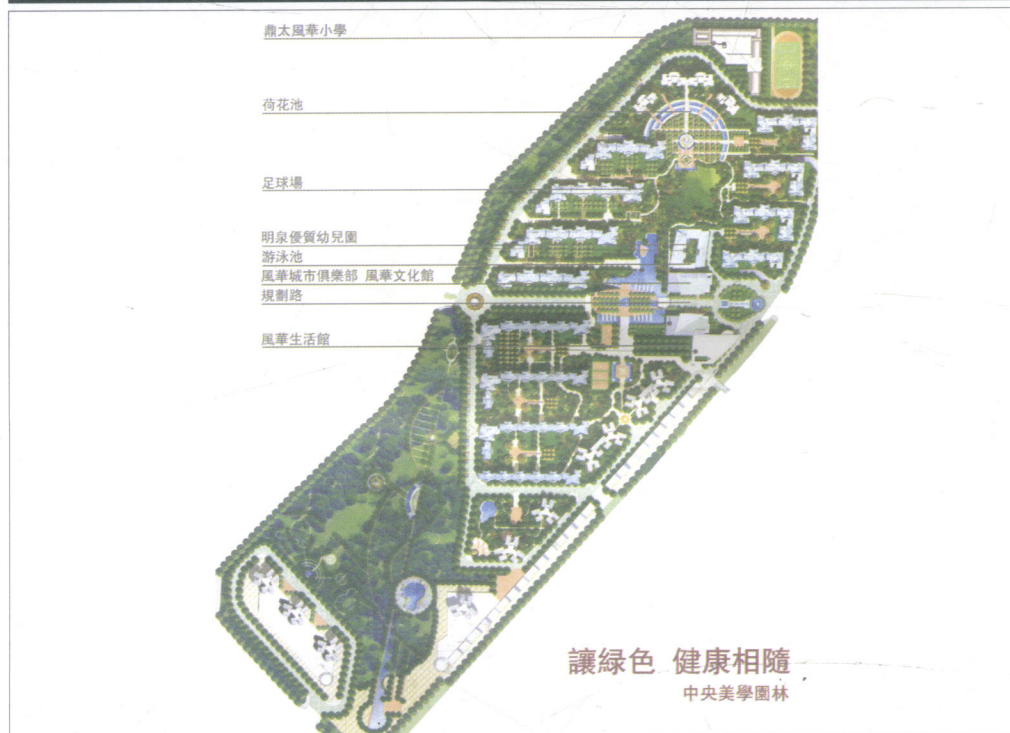 鼎太風華小學
荷花池
足球場
明泉優質幼兒園
游泳池
風華城市俱樂部 風華文化館
規劃路
風華生活館
讓緑色 健康相隨
中央美學園林